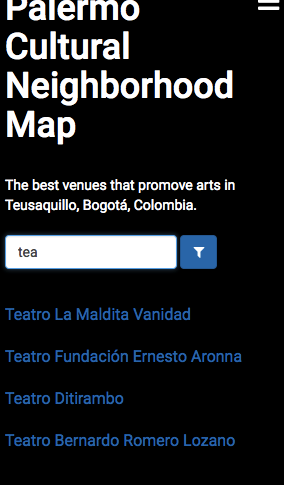 Palermo
Cultural
Neighborhood
Map
The best venues that promote arts in
Teusaquillo, Bogotá, Colombia.
tea
Teatro La Maldita Vanidad
Teatro Fundación Ernesto Aronna
Teatro Ditirambo
Teatro Bernardo Romero Lozano